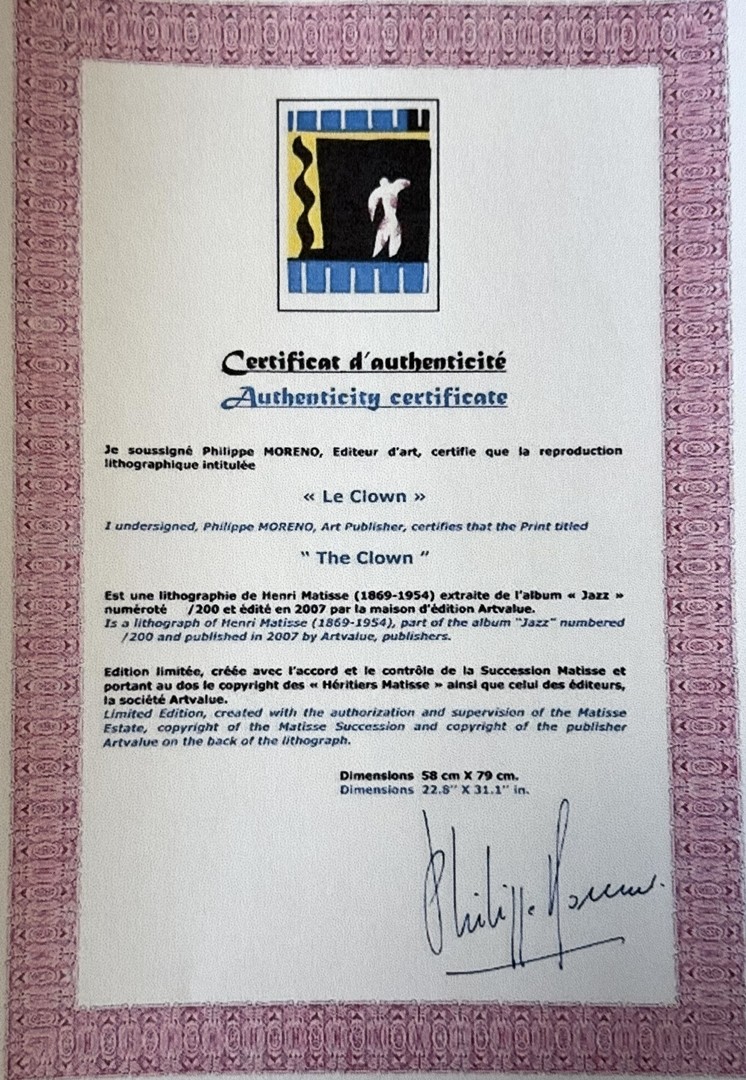 Certificat d'authenticité
Authenticity certificate
Je soussigné Philippe MORENO, Editeur d'art, certifie que la reproduction
lithographique intitulée
« Le Clown »
I undersigned, Philippe MORENO, Art Publisher, certifies that the Print titled
" The Clown "
Est une lithographie de Henri Matisse (1869-1954) extraite de l'album « Jazz »
numéroté /200 et édité en 2007 par la maison d'édition Artvalue.
Is a lithograph of Henri Matisse (1869-1954), part of the album "Jazz" numbered
/200 and published in 2007 by Artvalue, publishers.
Edition limitée, créée avec l'accord et le contrôle de la Succession Matisse et
portant au dos le copyright des « Héritiers Matisse » ainsi que celui des éditeurs,
la société Artvalue.
Limited Edition, created with the authorization and supervision of the Matisse
Estate, copyright of the Matisse Succession and copyright of the publisher
Artvalue on the back of the lithograph.
Dimensions 58 cm X 79 cm.
Dimensions 22.8'' X 31.1'' in.
Philippe Moreno